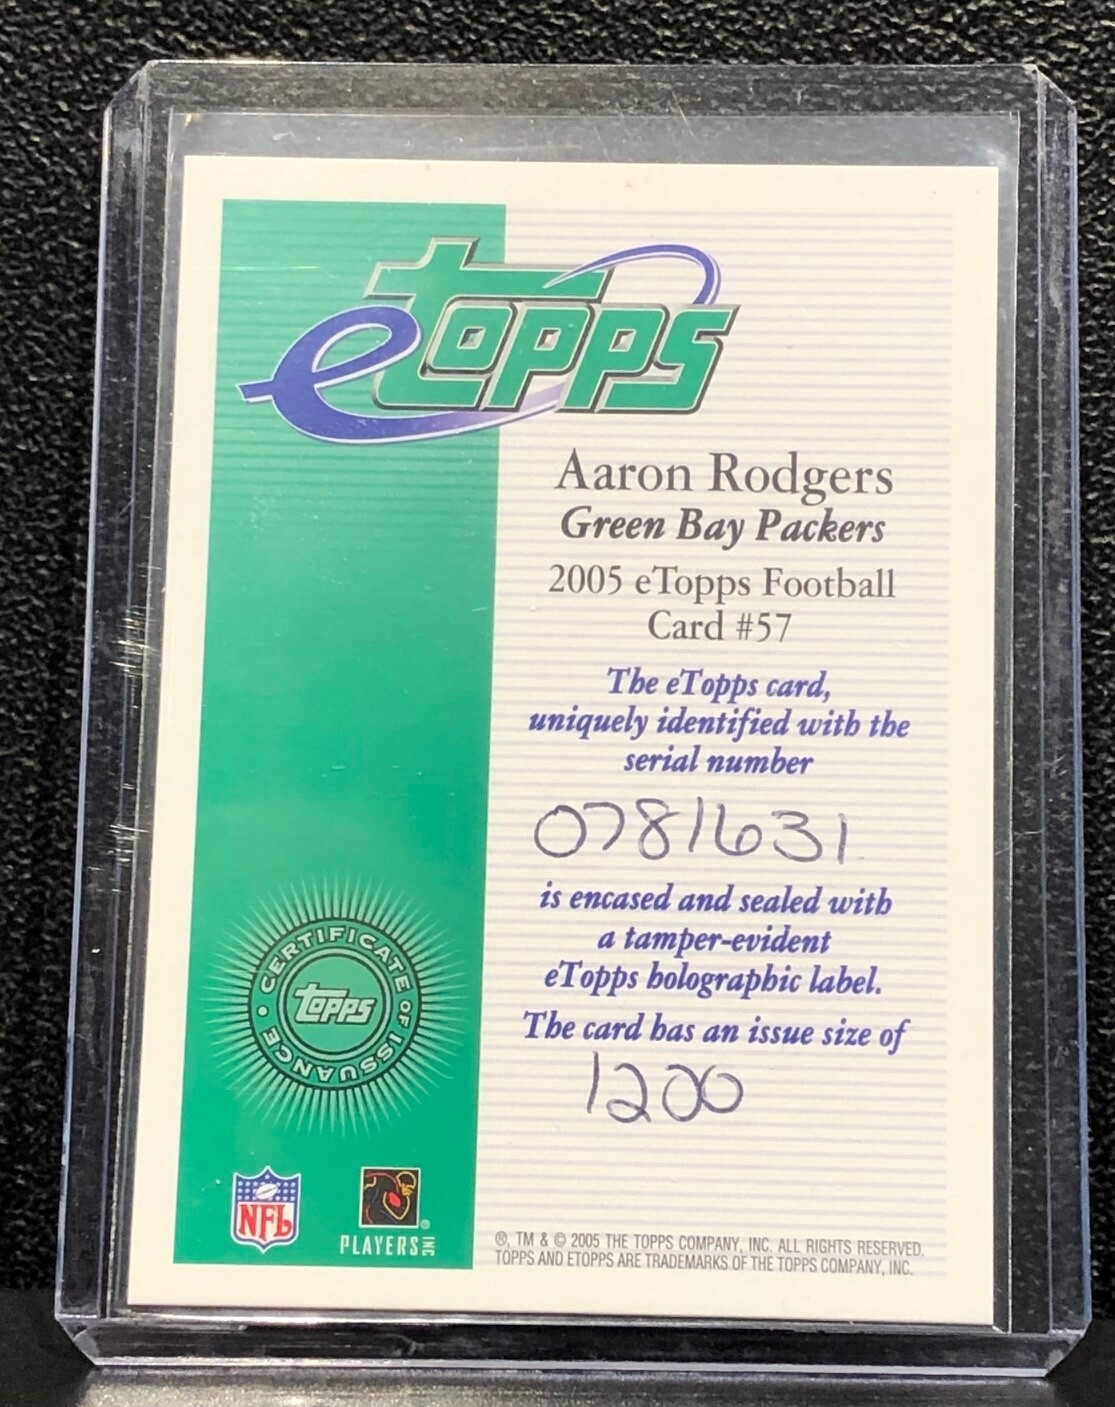 eTopps
Aaron Rodgers
Green Bay Packers
2005 eTopps Football
Card #57
The eTopps card,
uniquely identified with the
serial number
0781631
is encased and sealed with
a tamper-evident
eTopps holographic label.
The card has an issue size of
1200
CERTIFICATE OF ISSUANCE
Topps
NFL
PLAYERS INC
®, TM & © 2005 THE TOPPS COMPANY, INC. ALL RIGHTS RESERVED.
TOPPS AND ETOPPS ARE TRADEMARKS OF THE TOPPS COMPANY, INC.